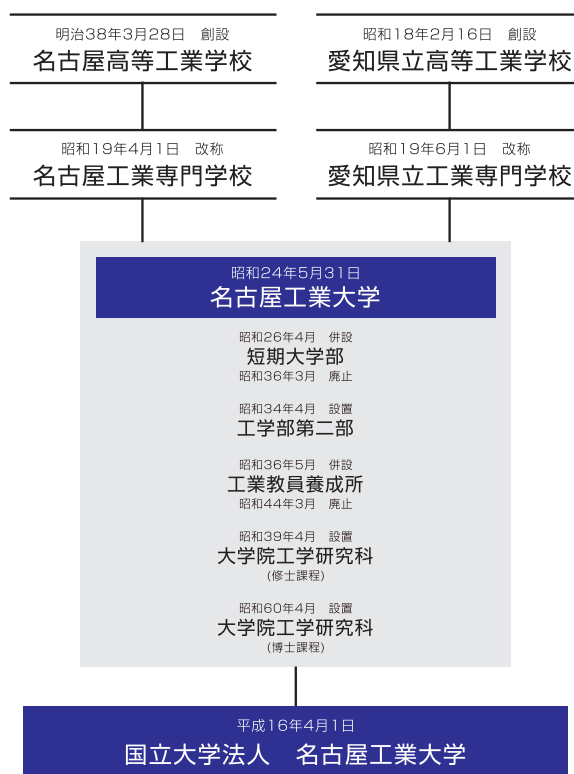 明治38年3月28日　創設
名古屋高等工業学校
昭和18年2月16日　創設
愛知県立高等工業学校
昭和19年4月1日　改称
名古屋工業専門学校
昭和19年6月1日　改称
愛知県立工業専門学校
昭和24年5月31日
名古屋工業大学
昭和26年4月　併設
短期大学部
昭和36年3月　廃止
昭和34年4月　設置
工学部第二部
昭和36年5月　併設
工業教員養成所
昭和44年3月　廃止
昭和39年4月　設置
大学院工学研究科
(修士課程)
昭和60年4月　設置
大学院工学研究科
(博士課程)
平成16年4月1日
国立大学法人　名古屋工業大学